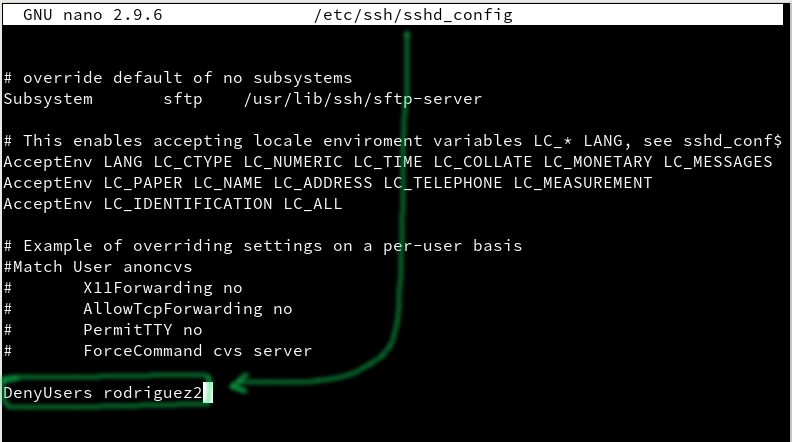 GNU nano 2.9.6 /etc/ssh/sshd_config
# override default of no subsystems
Subsystem sftp /usr/lib/ssh/sftp-server
# This enables accepting locale enviroment variables LC_* LANG, see sshd_conf$
AcceptEnv LANG LC_CTYPE LC_NUMERIC LC_TIME LC_COLLATE LC_MONETARY LC_MESSAGES
AcceptEnv LC_PAPER LC_NAME LC_ADDRESS LC_TELEPHONE LC_MEASUREMENT
AcceptEnv LC_IDENTIFICATION LC_ALL
# Example of overriding settings on a per-user basis
#Match User anoncvs
# X11Forwarding no
# AllowTcpForwarding no
# PermitTTY no
# ForceCommand cvs server
DenyUsers rodriguez2